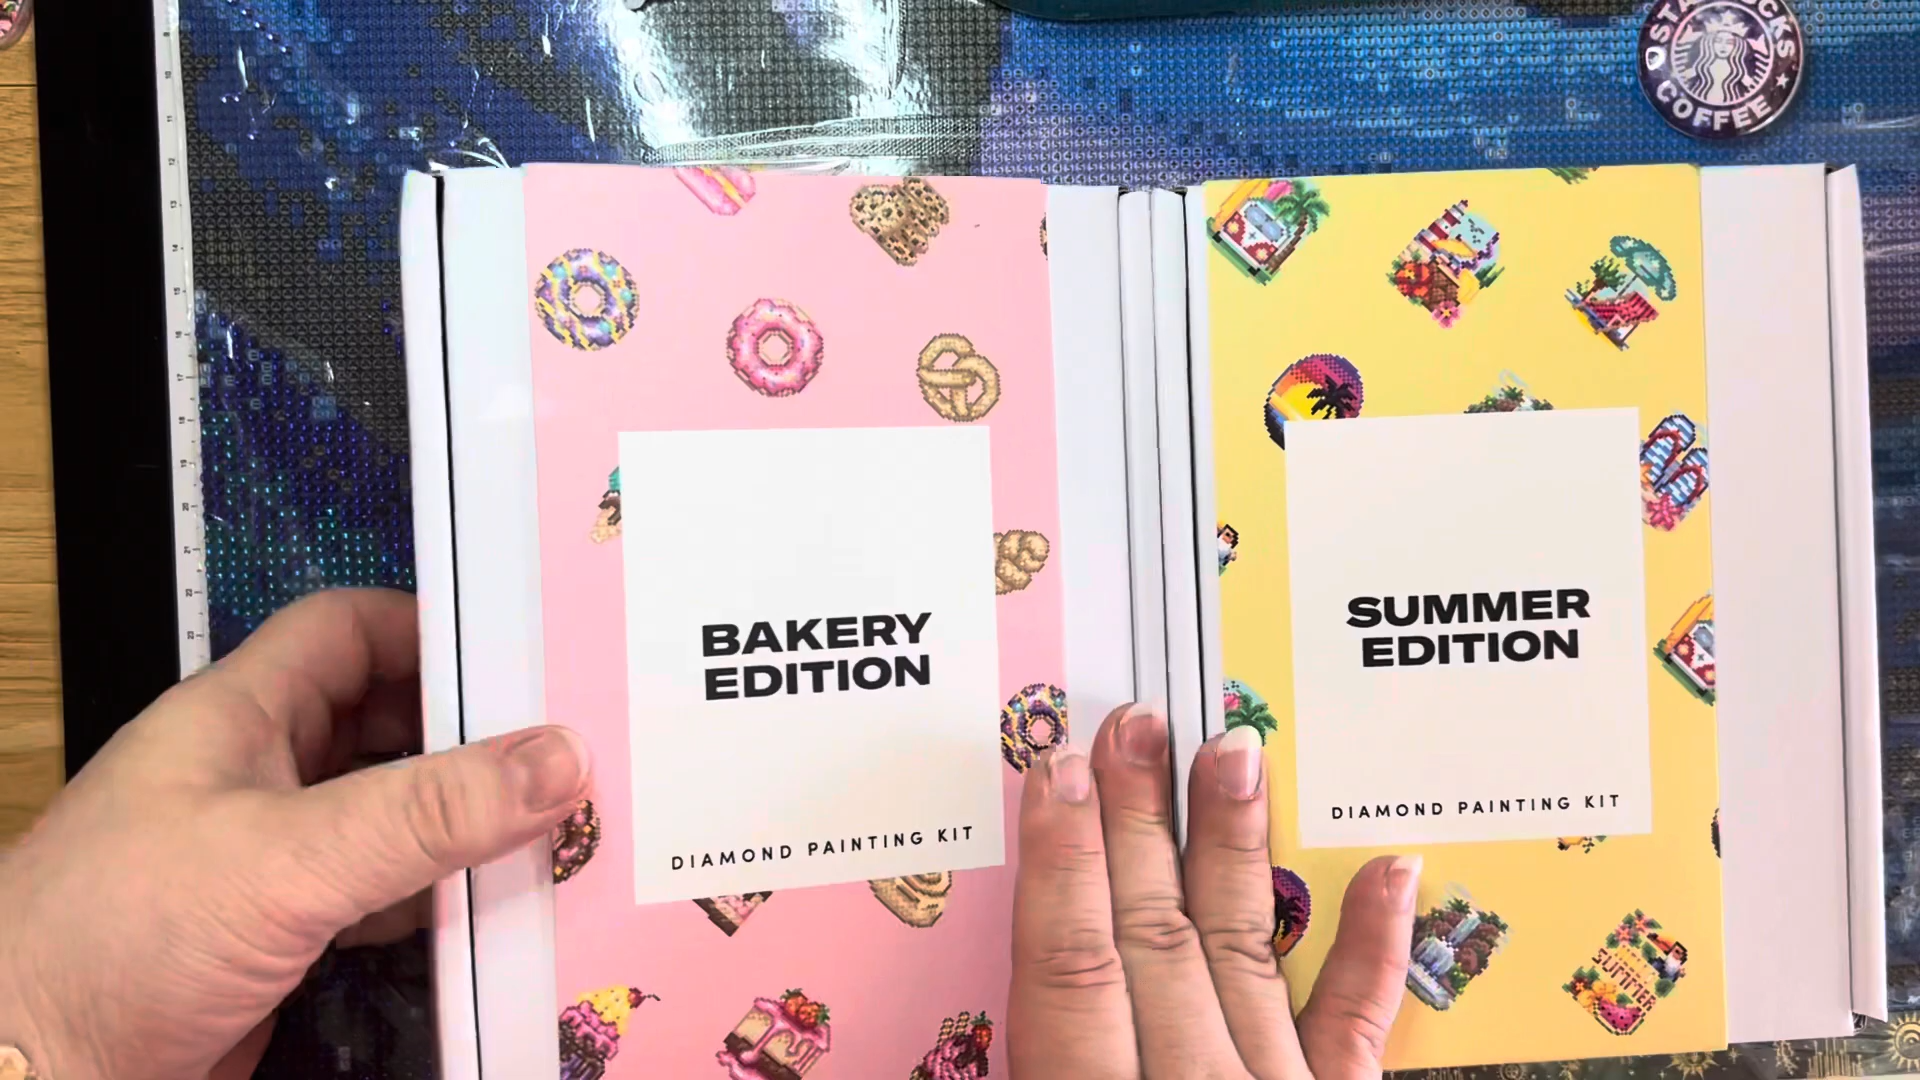 STARBUCKS
COFFEE
BAKERY
EDITION
DIAMOND PAINTING KIT
SUMMER
EDITION
DIAMOND PAINTING KIT
SUMMER